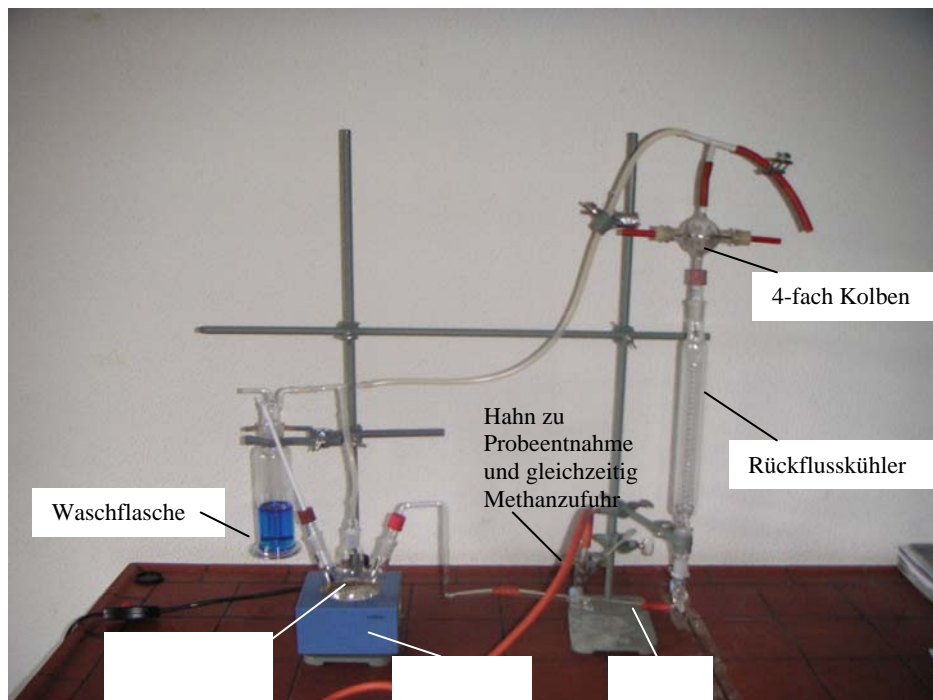 4-fach Kolben
Hahn zu
Probeentnahme
und gleichzeitig
Methanzufuhr
Rückflusskühler
Waschflasche